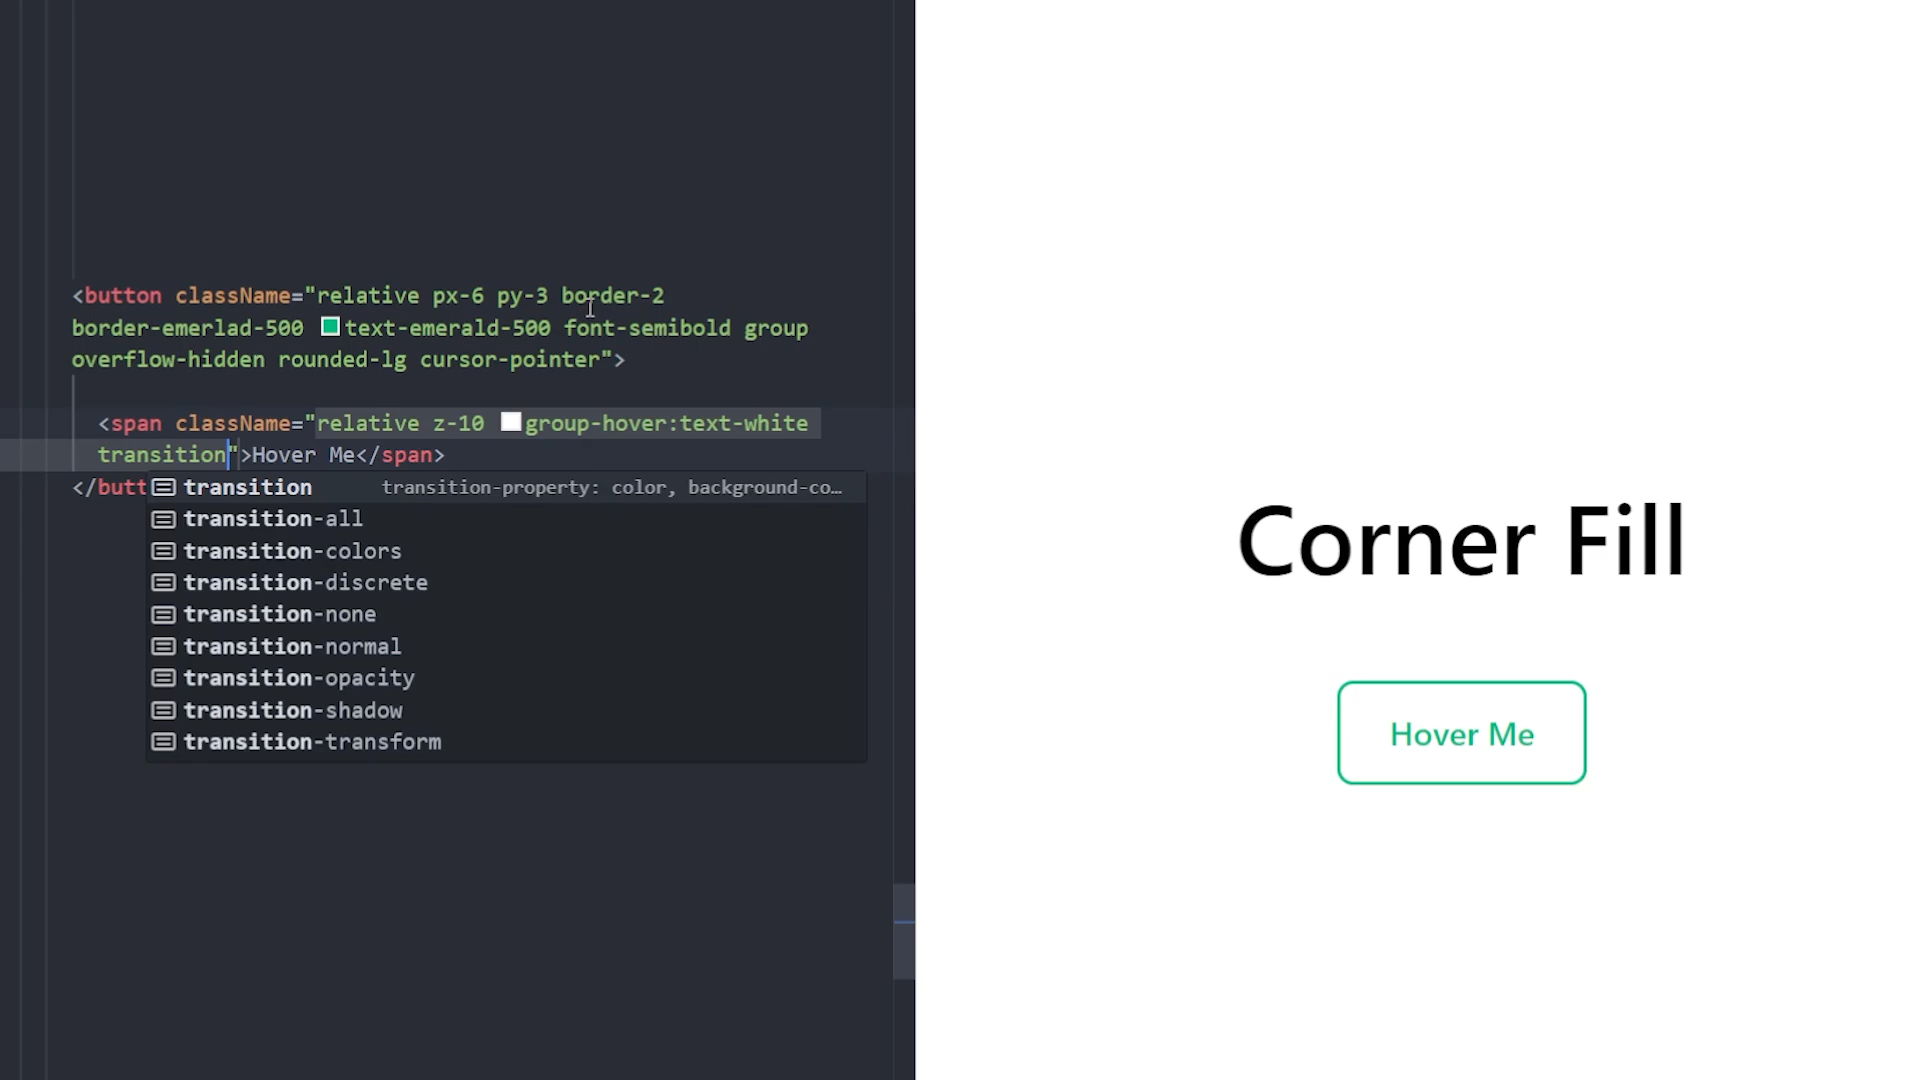 <button className="relative px-6 py-3 border-2
border-emerlad-500 text-emerald-500 font-semibold group
overflow-hidden rounded-lg cursor-pointer">
<span className="relative z-10 group-hover:text-white
transition">Hover Me</span>
</butt
transition transition-property: color, background-co…
transition-all
transition-colors
transition-discrete
transition-none
transition-normal
transition-opacity
transition-shadow
transition-transform
Corner Fill
Hover Me